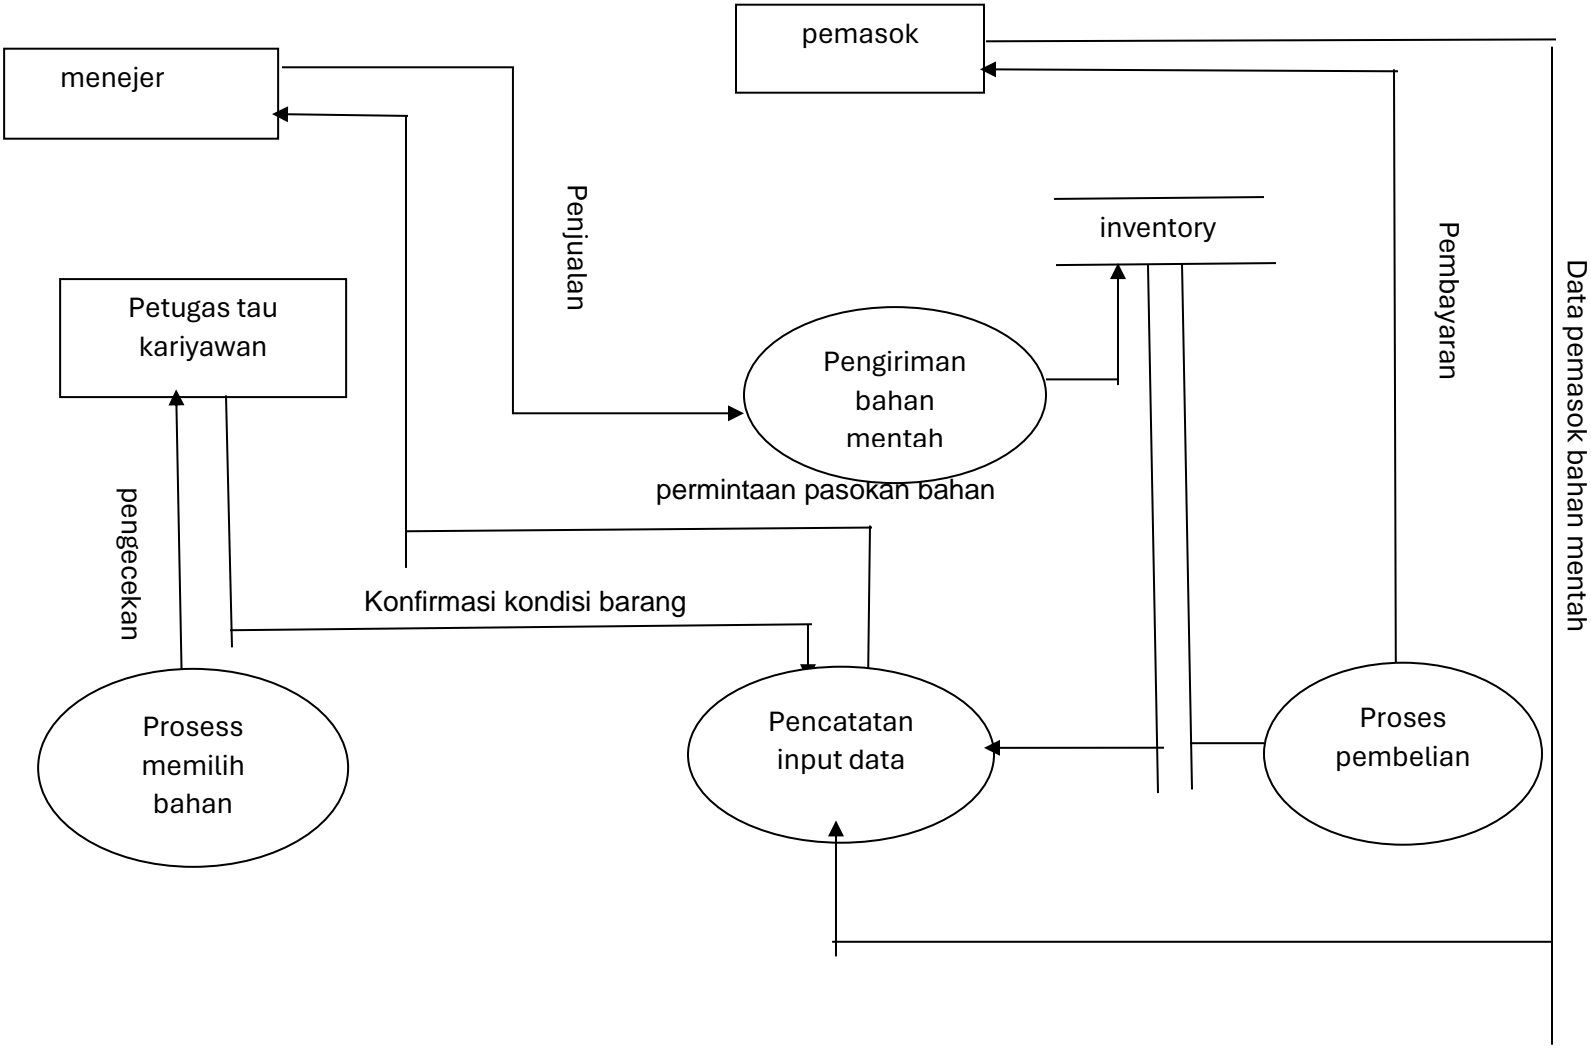 pemasok
menejer
Penjualan
inventory
Pembayaran
Data pemasok bahan mentah
Petugas tau
kariyawan
Pengiriman
bahan
mentah
permintaan pasokan bahan
pengecekan
Konfirmasi kondisi barang
Prosess
memilih
bahan
Pencatatan
input data
Proses
pembelian